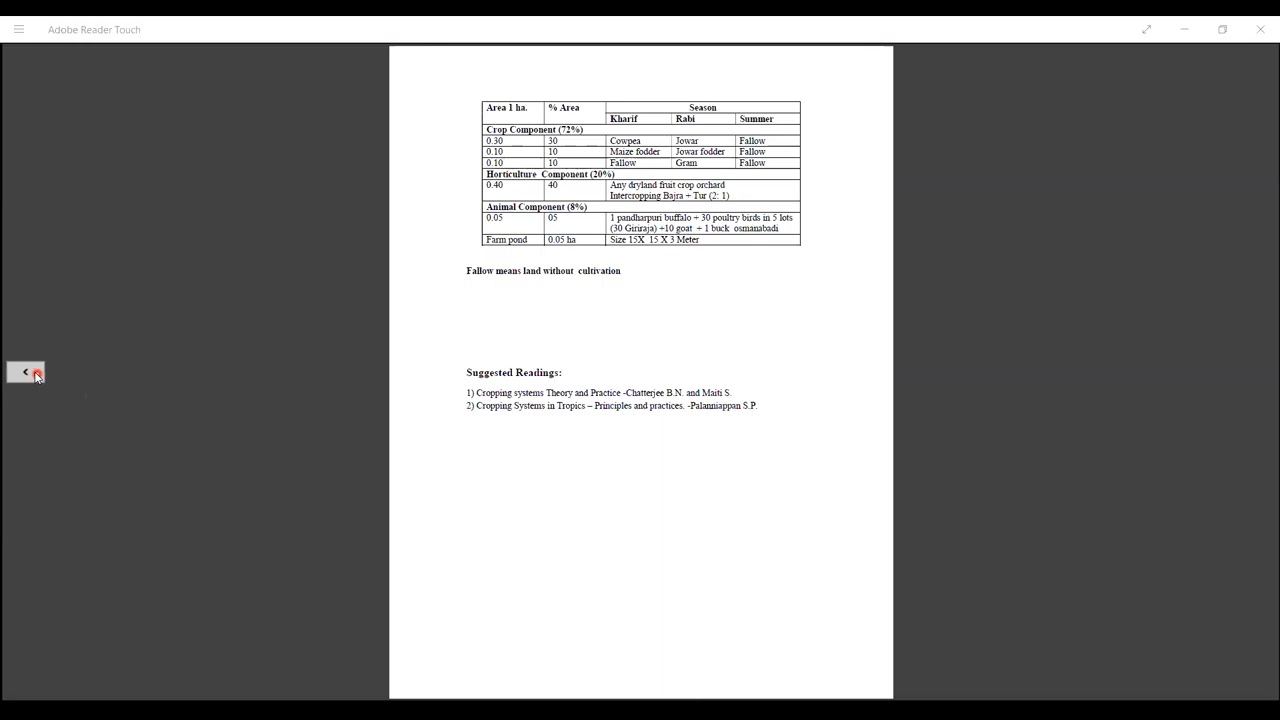 Adobe Reader Touch
Area 1 ha. % Area Season
Kharif Rabi Summer
Crop Component (72%)
0.30 30 Cowpea Jowar Fallow
0.10 10 Maize fodder Jowar fodder Fallow
0.10 10 Fallow Gram Fallow
Horticulture Component (20%)
0.40 40 Any dryland fruit crop orchard
Intercropping Bajra + Tur (2: 1)
Animal Component (8%)
0.05 05 1 pandharpuri buffalo + 30 poultry birds in 5 lots
(30 Giriraja) +10 goat + 1 buck osmanabadi
Farm pond 0.05 ha Size 15X 15 X 3 Meter
Fallow means land without cultivation
Suggested Readings:
1) Cropping systems Theory and Practice -Chatterjee B.N. and Maiti S.
2) Cropping Systems in Tropics – Principles and practices. -Palanniappan S.P.